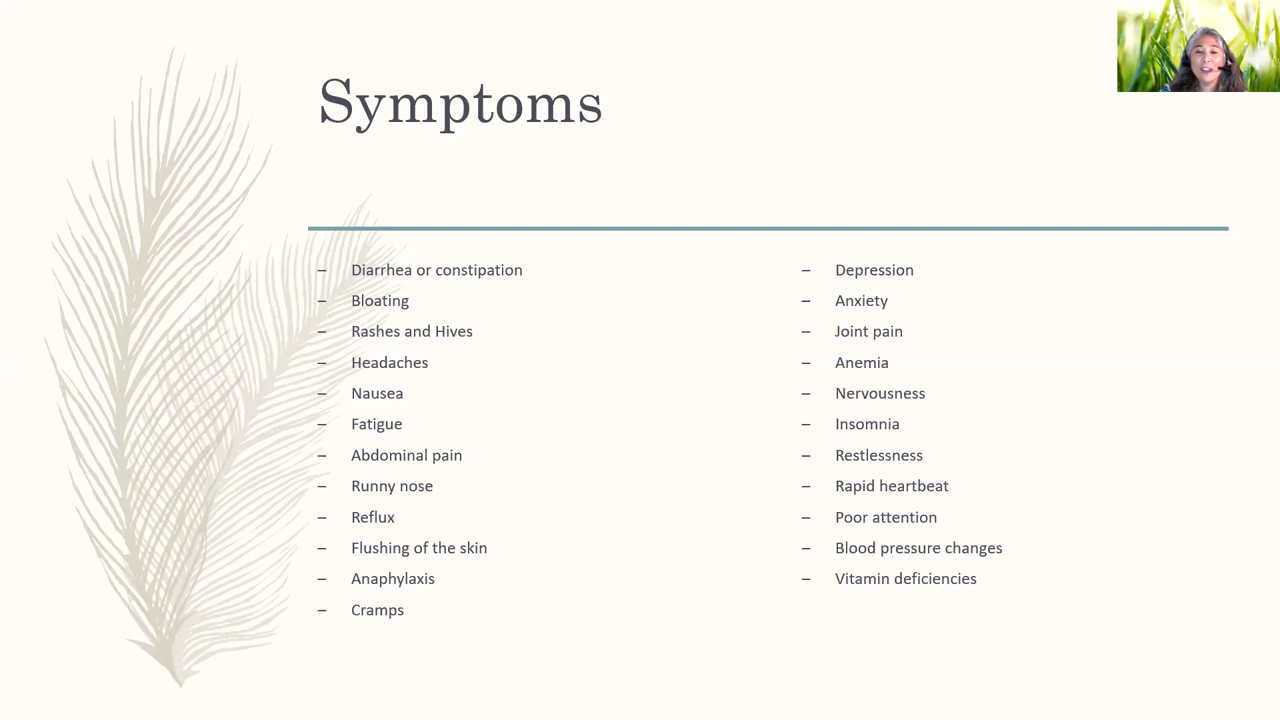 Symptoms
– Diarrhea or constipation
– Bloating
– Rashes and Hives
– Headaches
– Nausea
– Fatigue
– Abdominal pain
– Runny nose
– Reflux
– Flushing of the skin
– Anaphylaxis
– Cramps
– Depression
– Anxiety
– Joint pain
– Anemia
– Nervousness
– Insomnia
– Restlessness
– Rapid heartbeat
– Poor attention
– Blood pressure changes
– Vitamin deficiencies